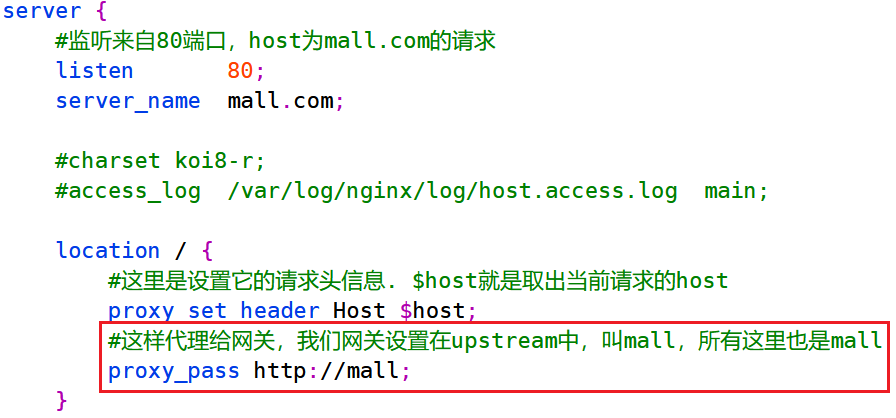 server {
#监听来自80端口，host为mall.com的请求
listen 80;
server_name mall.com;
#charset koi8-r;
#access_log /var/log/nginx/log/host.access.log main;
location / {
#这里是设置它的请求头信息. $host就是取出当前请求的host
proxy_set_header Host $host;
#这样代理给网关，我们网关设置在upstream中，叫mall，所有这里也是mall
proxy_pass http://mall;
}